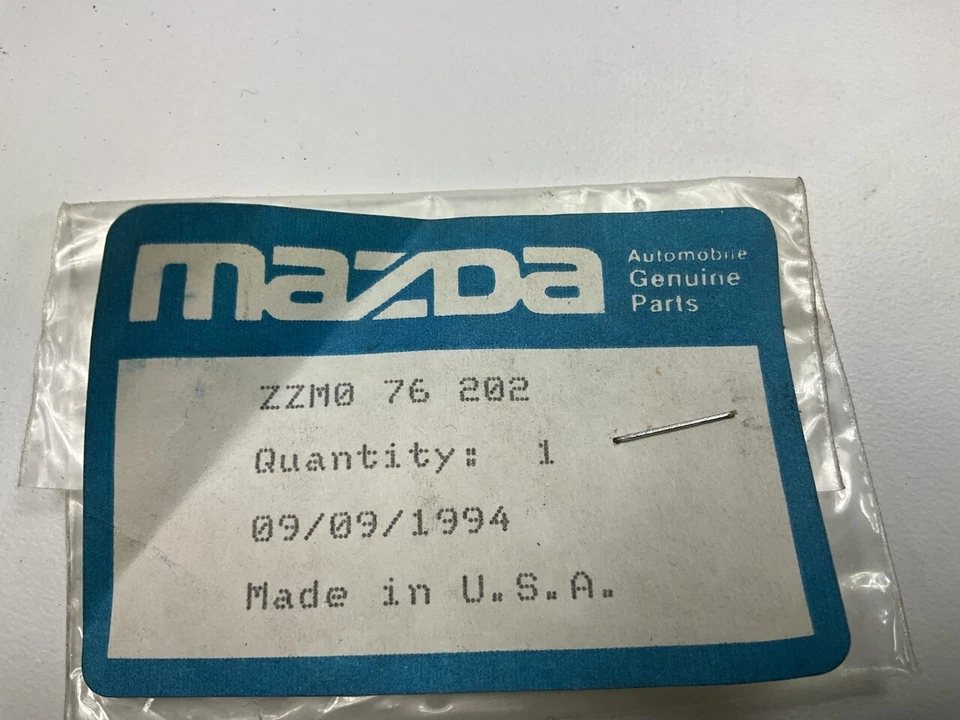 mazda
Automobile
Genuine
Parts
ZZM0 76 202
Quantity: 1
09/09/1994
Made in U.S.A.